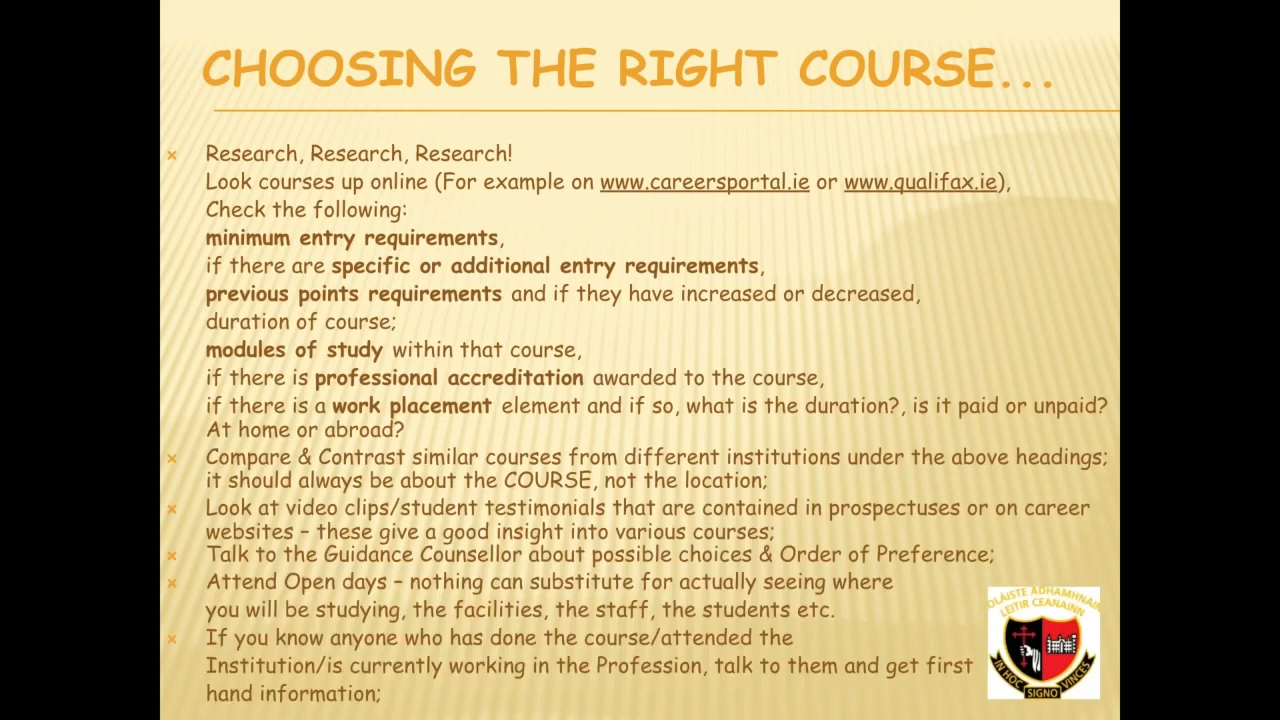 CHOOSING THE RIGHT COURSE...
Research, Research, Research!
Look courses up online (For example on www.careersportal.ie or www.qualifax.ie),
Check the following:
minimum entry requirements,
if there are specific or additional entry requirements,
previous points requirements and if they have increased or decreased,
duration of course;
modules of study within that course,
if there is professional accreditation awarded to the course,
if there is a work placement element and if so, what is the duration?, is it paid or unpaid?
At home or abroad?
Compare & Contrast similar courses from different institutions under the above headings;
it should always be about the COURSE, not the location;
Look at video clips/student testimonials that are contained in prospectuses or on career
websites – these give a good insight into various courses;
Talk to the Guidance Counsellor about possible choices & Order of Preference;
Attend Open days – nothing can substitute for actually seeing where
you will be studying, the facilities, the staff, the students etc.
If you know anyone who has done the course/attended the
Institution/is currently working in the Profession, talk to them and get first
hand information;
OLÁISTE ADHAMHNÁIN
LEITIR CEANAINN
IN HOC SIGNO VINCES